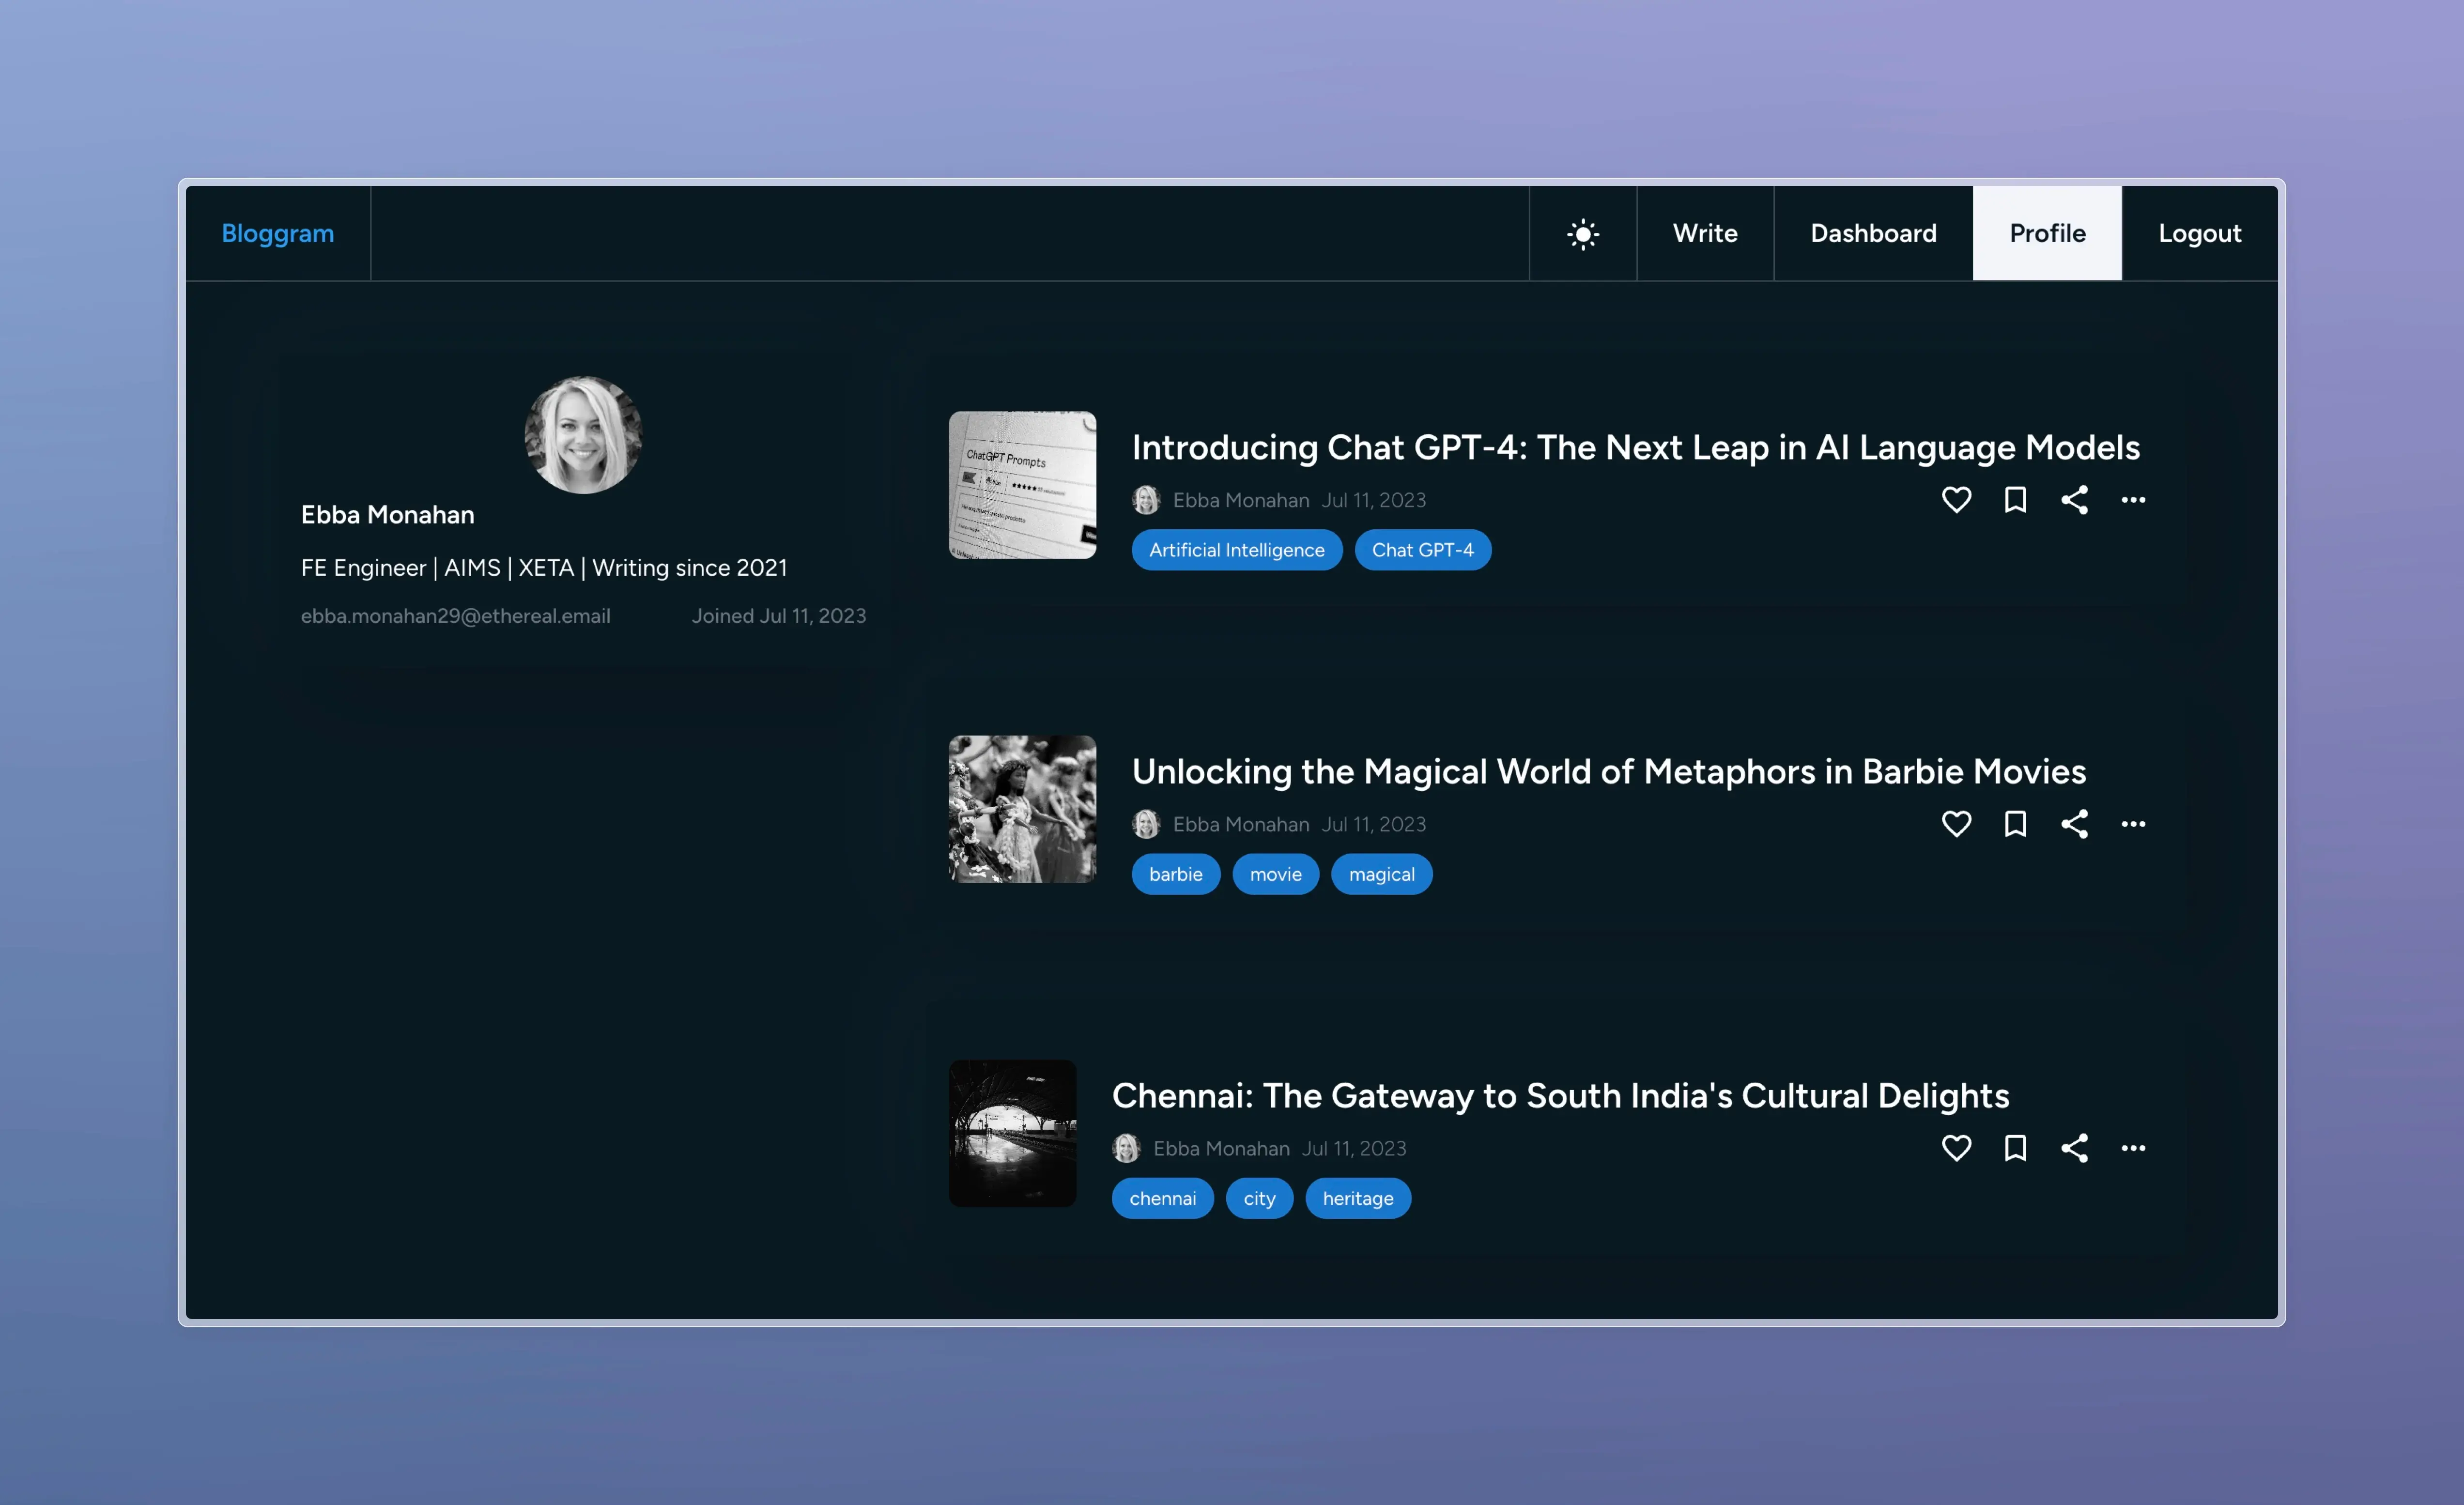 Bloggram
Write
Dashboard
Profile
Logout
Ebba Monahan
FE Engineer | AIMS | XETA | Writing since 2021
ebba.monahan29@ethereal.email
Joined Jul 11, 2023
ChatGPT Prompts
Introducing Chat GPT-4: The Next Leap in AI Language Models
Ebba Monahan Jul 11, 2023
Artificial Intelligence
Chat GPT-4
Unlocking the Magical World of Metaphors in Barbie Movies
Ebba Monahan Jul 11, 2023
barbie
movie
magical
Chennai: The Gateway to South India's Cultural Delights
Ebba Monahan Jul 11, 2023
chennai
city
heritage